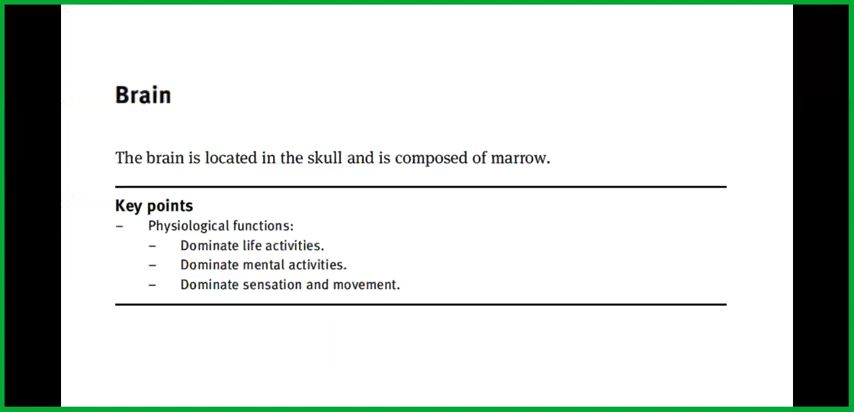 Brain
The brain is located in the skull and is composed of marrow.
Key points
– Physiological functions:
– Dominate life activities.
– Dominate mental activities.
– Dominate sensation and movement.